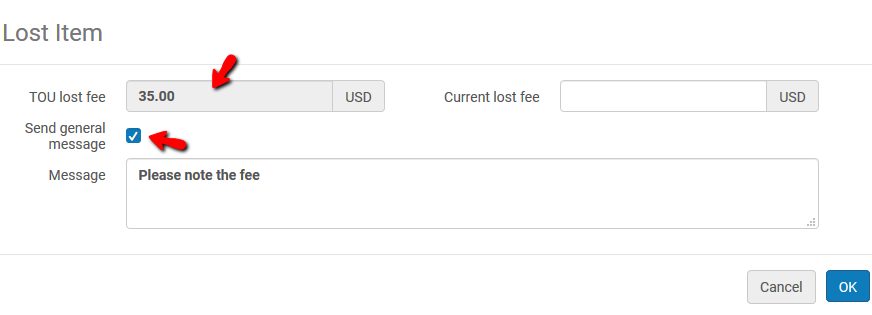 Lost Item
TOU lost fee 35.00 USD Current lost fee USD
Send general
message
Message Please note the fee
Cancel OK